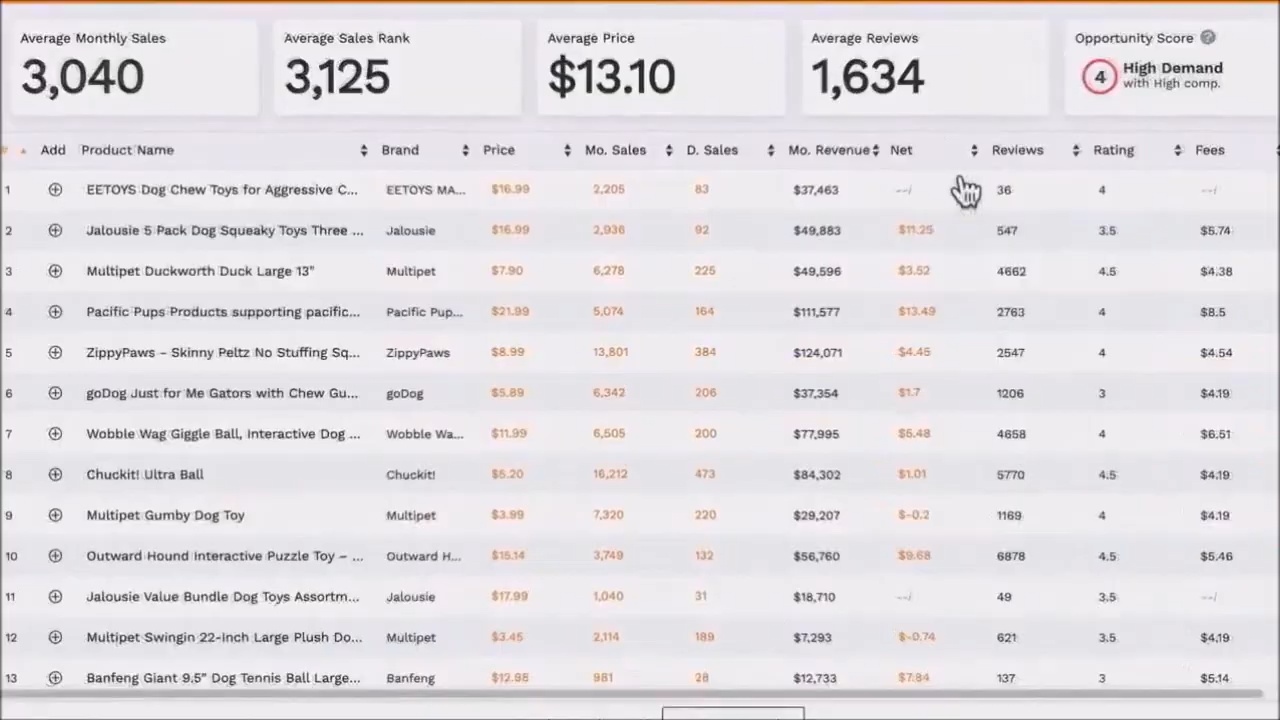 Average Monthly Sales Average Sales Rank Average Price Average Reviews Opportunity Score
3,040 3,125 $13.10 1,634 4 High Demand
with High comp.
# Add Product Name Brand Price Mo. Sales D. Sales Mo. Revenue Net Reviews Rating Fees
1 EETOYS Dog Chew Toys for Aggressive C... EETOYS MA... $16.99 2,205 83 $37,463 --/ 36 4 --/
2 Jalousie 5 Pack Dog Squeaky Toys Three ... Jalousie $16.99 2,936 92 $49,883 $11.25 547 3.5 $5.74
3 Multipet Duckworth Duck Large 13" Multipet $7.90 6,278 225 $49,596 $3.52 4662 4.5 $4.38
4 Pacific Pups Products supporting pacific... Pacific Pup... $21.99 5,074 164 $111,577 $13.49 2763 4 $8.5
5 ZippyPaws - Skinny Peltz No Stuffing Sq... ZippyPaws $8.99 13,801 384 $124,071 $4.45 2547 4 $4.54
6 goDog Just for Me Gators with Chew Gu... goDog $5.89 6,342 206 $37,354 $1.7 1206 3 $4.19
7 Wobble Wag Giggle Ball, Interactive Dog ... Wobble Wa... $11.99 6,505 200 $77,995 $5.48 4658 4 $6.51
8 Chuckit! Ultra Ball Chuckit! $5.20 16,212 473 $84,302 $1.01 5770 4.5 $4.19
9 Multipet Gumby Dog Toy Multipet $3.99 7,320 220 $29,207 $-0.2 1169 4 $4.19
10 Outward Hound Interactive Puzzle Toy – ... Outward H... $15.14 3,749 132 $56,760 $9.68 6878 4.5 $5.46
11 Jalousie Value Bundle Dog Toys Assortm... Jalousie $17.99 1,040 31 $18,710 --/ 49 3.5 --/
12 Multipet Swingin 22-Inch Large Plush Do... Multipet $3.45 2,114 189 $7,293 $-0.74 621 3.5 $4.19
13 Banfeng Giant 9.5" Dog Tennis Ball Large... Banfeng $12.98 981 28 $12,733 $7.84 137 3 $5.14